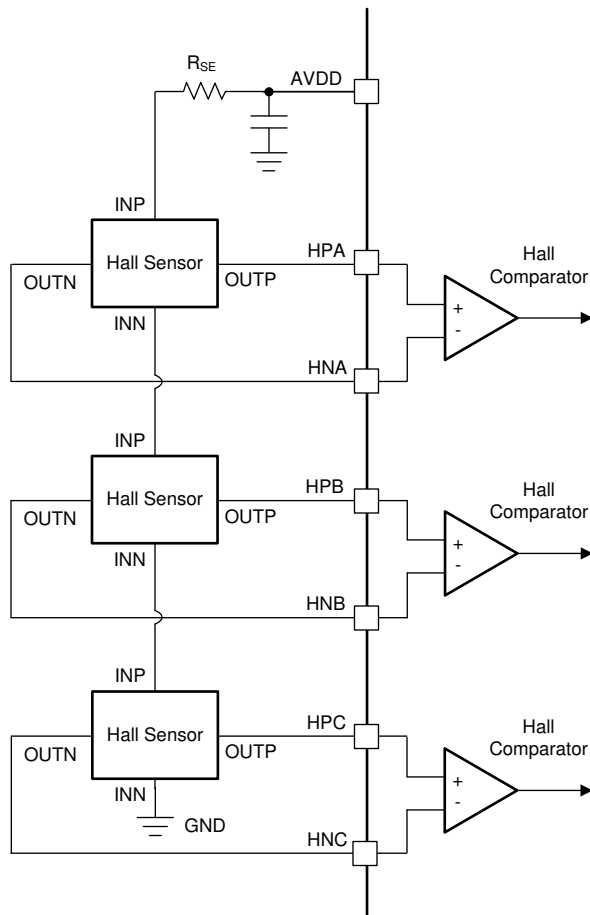 RSE
AVDD
INP
Hall Sensor
OUTN
OUTP
INN
HPA
HNA
Hall
Comparator
+
-
INP
Hall Sensor
OUTN
OUTP
INN
HPB
HNB
Hall
Comparator
+
-
INP
Hall Sensor
OUTN
OUTP
INN
GND
HPC
HNC
Hall
Comparator
+
-